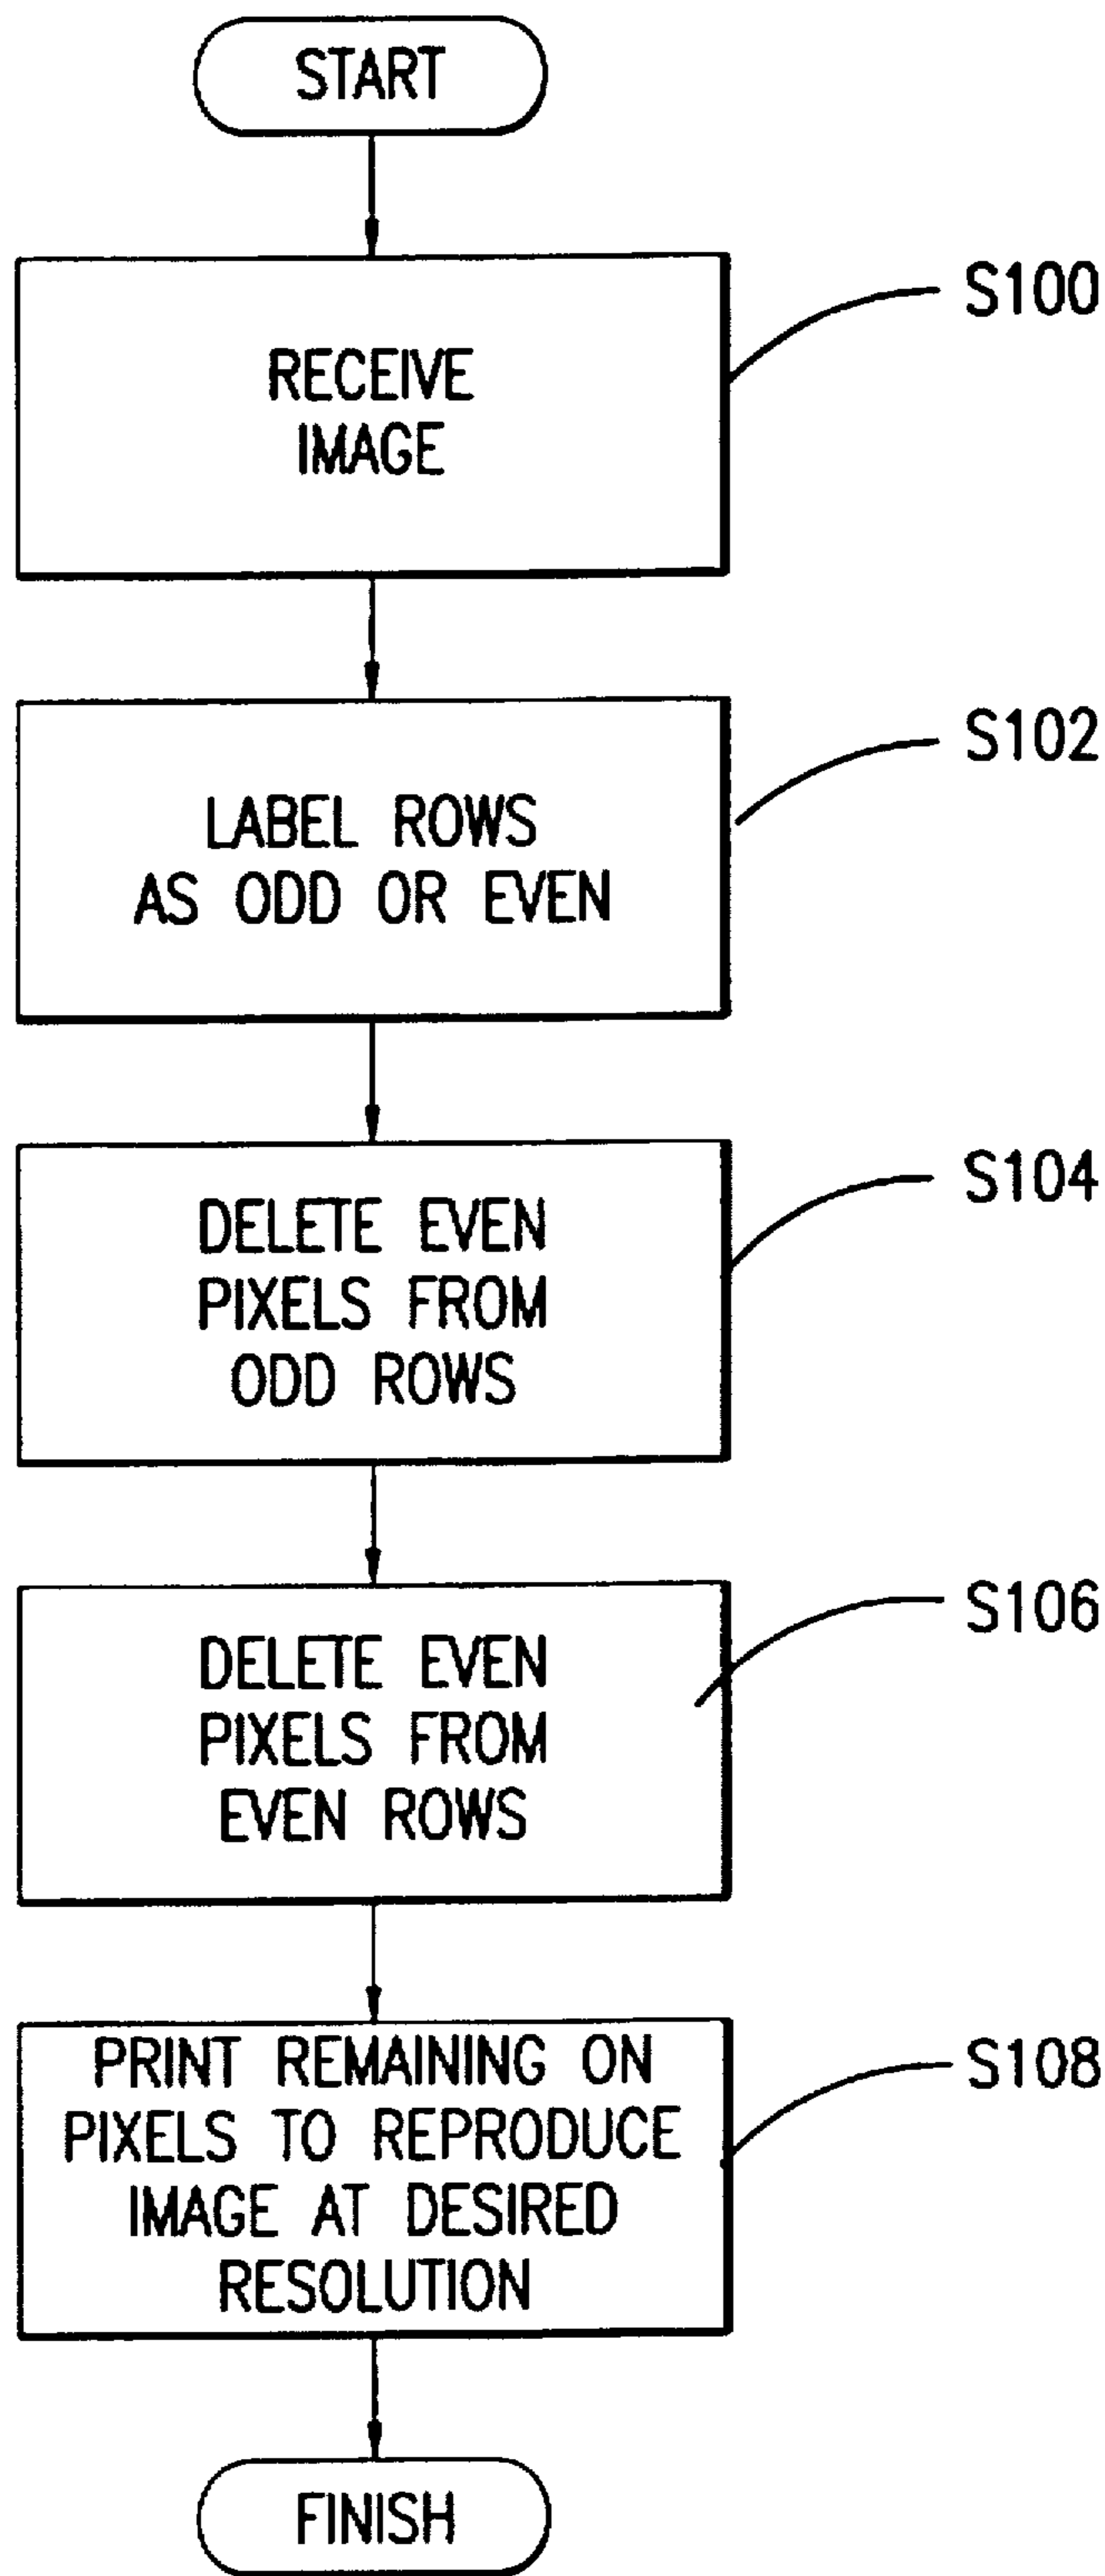 START
S100
RECEIVE
IMAGE
S102
LABEL ROWS
AS ODD OR EVEN
S104
DELETE EVEN
PIXELS FROM
ODD ROWS
S106
DELETE EVEN
PIXELS FROM
EVEN ROWS
S108
PRINT REMAINING ON
PIXELS TO REPRODUCE
IMAGE AT DESIRED
RESOLUTION
FINISH